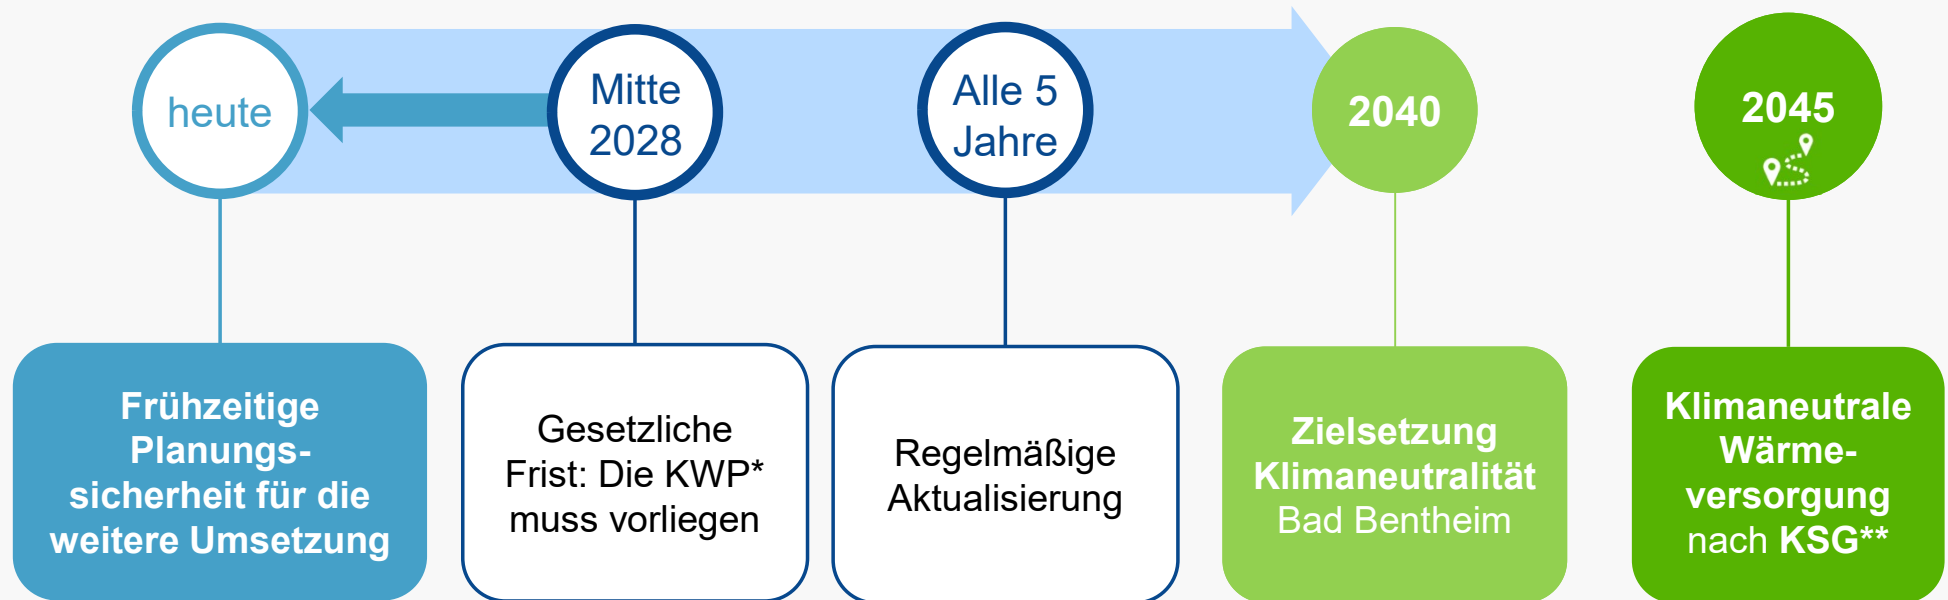 heute
Mitte
2028
Alle 5
Jahre
2040
2045
Frühzeitige
Planungs-
sicherheit für die
weitere Umsetzung
Gesetzliche
Frist: Die KWP*
muss vorliegen
Regelmäßige
Aktualisierung
Zielsetzung
Klimaneutralität
Bad Bentheim
Klimaneutrale
Wärme-
versorgung
nach KSG**